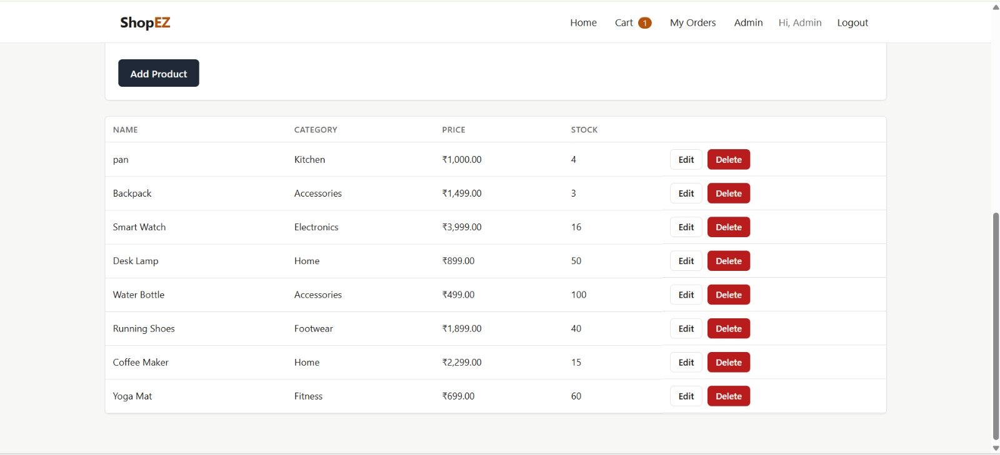 ShopEZ Home Cart 1 My Orders Admin Hi, Admin Logout
Add Product
NAME CATEGORY PRICE STOCK
pan Kitchen ₹1,000.00 4 Edit Delete
Backpack Accessories ₹1,499.00 3 Edit Delete
Smart Watch Electronics ₹3,999.00 16 Edit Delete
Desk Lamp Home ₹899.00 50 Edit Delete
Water Bottle Accessories ₹499.00 100 Edit Delete
Running Shoes Footwear ₹1,899.00 40 Edit Delete
Coffee Maker Home ₹2,299.00 15 Edit Delete
Yoga Mat Fitness ₹699.00 60 Edit Delete